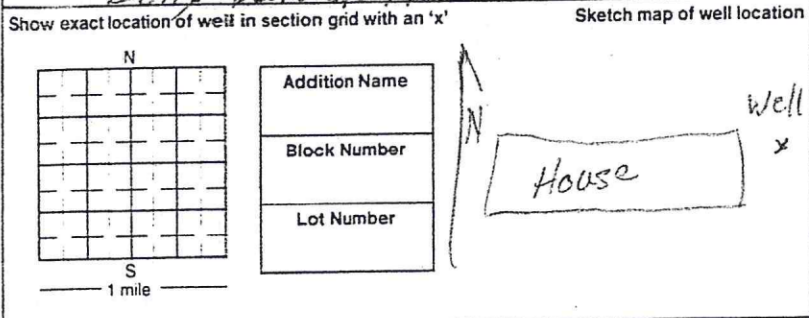 Show exact location of well in section grid with an 'x'
Sketch map of well location
N
Addition Name
Block Number
Lot Number
S
1 mile
N
House
Well
x